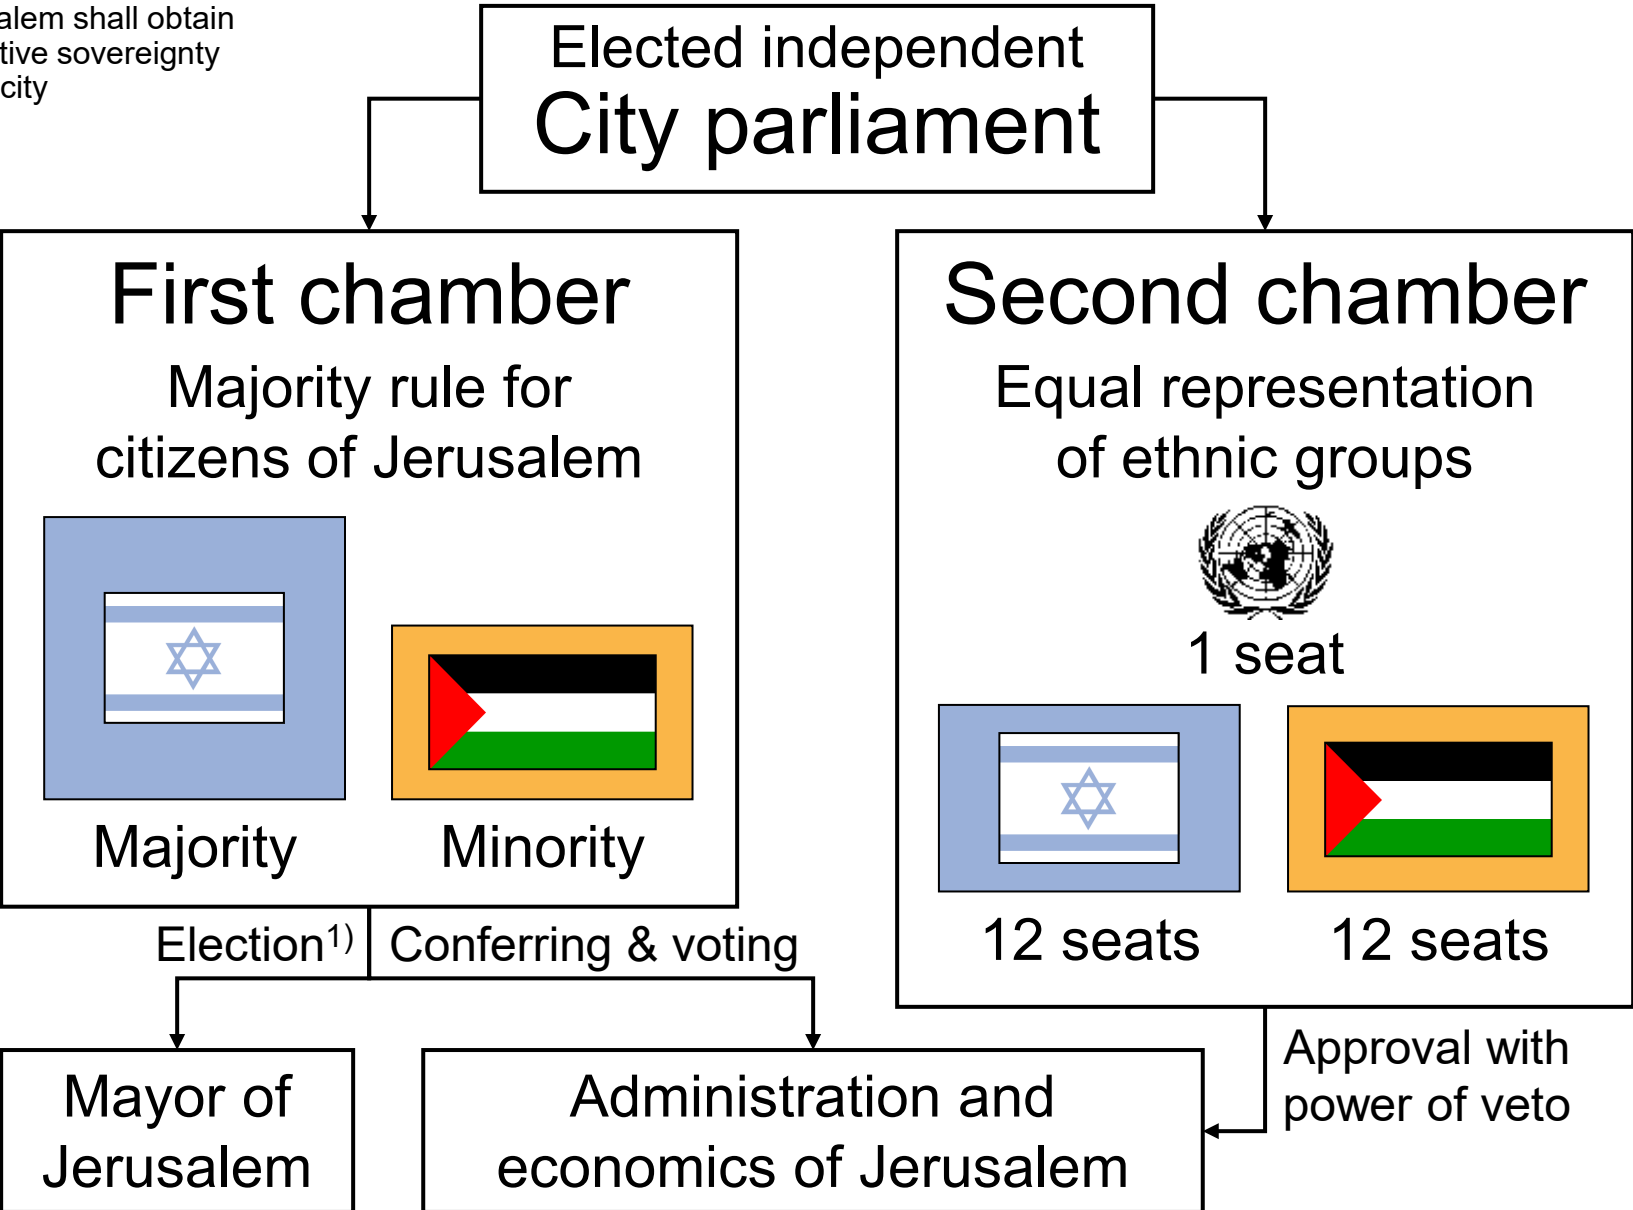 shall obtain
sovereignty
city
Elected independent
City parliament
First chamber
Majority rule for
citizens of Jerusalem
Majority
Minority
Second chamber
Equal representation
of ethnic groups
1 seat
12 seats
12 seats
Election¹⁾
Conferring & voting
Approval with
power of veto
Mayor of
Jerusalem
Administration and
economics of Jerusalem